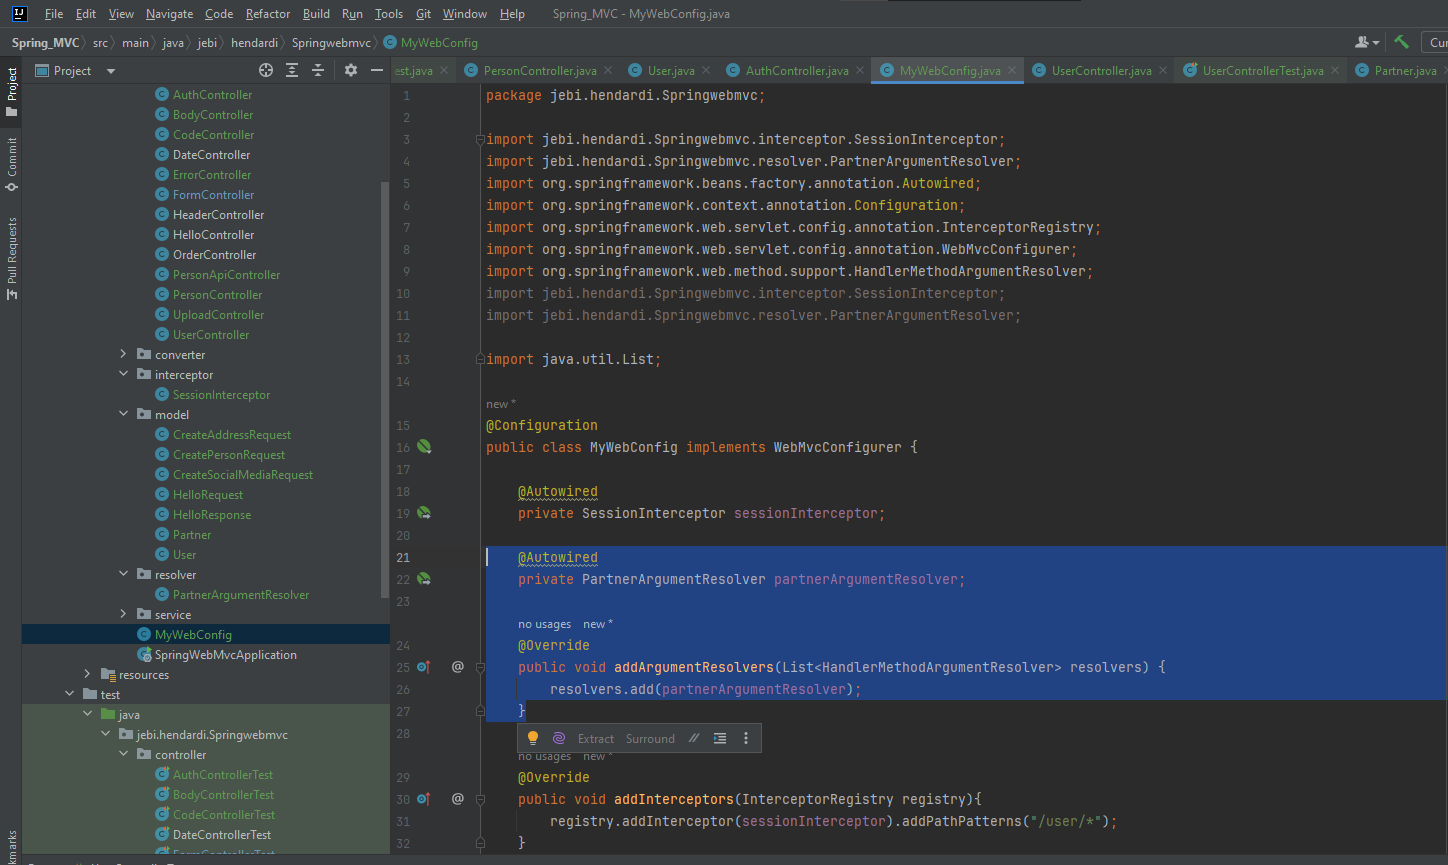 File Edit View Navigate Code Refactor Build Run Tools Git Window Help Spring_MVC - MyWebConfig.java
Spring_MVC src main java jebi hendardi Springwebmvc MyWebConfig
Project
est.java PersonController.java User.java AuthController.java MyWebConfig.java UserController.java UserControllerTest.java Partner.java
Project
Commit
Pull Requests
kmarks
AuthController
BodyController
CodeController
DateController
ErrorController
FormController
HeaderController
HelloController
OrderController
PersonApiController
PersonController
UploadController
UserController
converter
interceptor
SessionInterceptor
model
CreateAddressRequest
CreatePersonRequest
CreateSocialMediaRequest
HelloRequest
HelloResponse
Partner
User
resolver
PartnerArgumentResolver
service
MyWebConfig
SpringWebMvcApplication
resources
test
java
jebi.hendardi.Springwebmvc
controller
AuthControllerTest
BodyControllerTest
CodeControllerTest
DateControllerTest
1 package jebi.hendardi.Springwebmvc;
2
3 import jebi.hendardi.Springwebmvc.interceptor.SessionInterceptor;
4 import jebi.hendardi.Springwebmvc.resolver.PartnerArgumentResolver;
5 import org.springframework.beans.factory.annotation.Autowired;
6 import org.springframework.context.annotation.Configuration;
7 import org.springframework.web.servlet.config.annotation.InterceptorRegistry;
8 import org.springframework.web.servlet.config.annotation.WebMvcConfigurer;
9 import org.springframework.web.method.support.HandlerMethodArgumentResolver;
10 import jebi.hendardi.Springwebmvc.interceptor.SessionInterceptor;
11 import jebi.hendardi.Springwebmvc.resolver.PartnerArgumentResolver;
12
13 import java.util.List;
14
new *
15 @Configuration
16 public class MyWebConfig implements WebMvcConfigurer {
17
18 @Autowired
19 private SessionInterceptor sessionInterceptor;
20
21 @Autowired
22 private PartnerArgumentResolver partnerArgumentResolver;
23
no usages new *
24 @Override
25 @ public void addArgumentResolvers(List<HandlerMethodArgumentResolver> resolvers) {
26 resolvers.add(partnerArgumentResolver);
27 }
28 Extract Surround //
no usages new *
29 @Override
30 @ public void addInterceptors(InterceptorRegistry registry){
31 registry.addInterceptor(sessionInterceptor).addPathPatterns("/user/*");
32 }